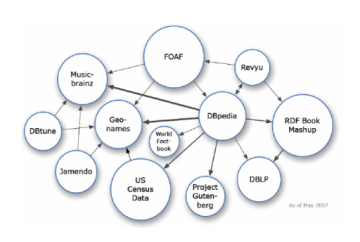 FOAF
Revyu
Music-
brainz
DBpedia
RDF Book
Mashup
DBtune
Geo-
names
World
Fact-
book
Jamendo
US
Census
Data
Project
Guten-
berg
DBLP
As of May 2007